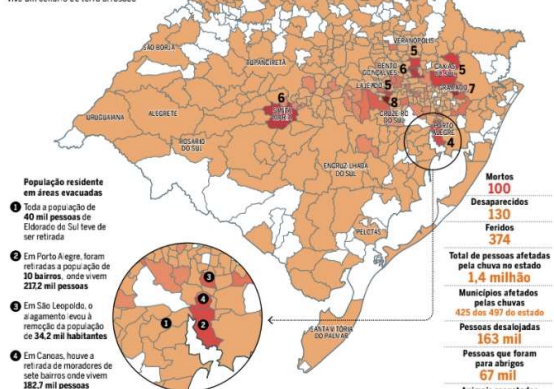 SÃO BORJA
TUPANCIRETÃ
VERANÓPOLIS
5
BENTO
GONÇALVES
6
CAXIAS
DO SUL
5
LAJEADO
5
GRAMADO
7
8
CRUZEIRO
DO SUL
6
SANTA
MARIA
URUGUAIANA
ALEGRETE
ROSÁRIO
DO SUL
PORTO
ALEGRE
4
ENCRUZILHADA
DO SUL
PELOTAS
SANTA VITÓRIA
DO PALMAR
População residente
em áreas evacuadas
1 Toda a população de
40 mil pessoas de
Eldorado do Sul teve de
ser retirada
2 Em Porto Alegre, foram
retiradas a população de
10 bairros, onde vivem
217,2 mil pessoas
3 Em São Leopoldo, o
alagamento levou à
remoção da população
de 34,2 mil habitantes
4 Em Canoas, houve a
retirada de moradores de
sete bairros onde vivem
182,7 mil pessoas
3
4
1
2
Mortos
100
Desaparecidos
130
Feridos
374
Total de pessoas afetadas
pela chuva no estado
1,4 milhão
Municípios afetados
pelas chuvas
425 dos 497 do estado
Pessoas desalojadas
163 mil
Pessoas que foram
para abrigos
67 mil